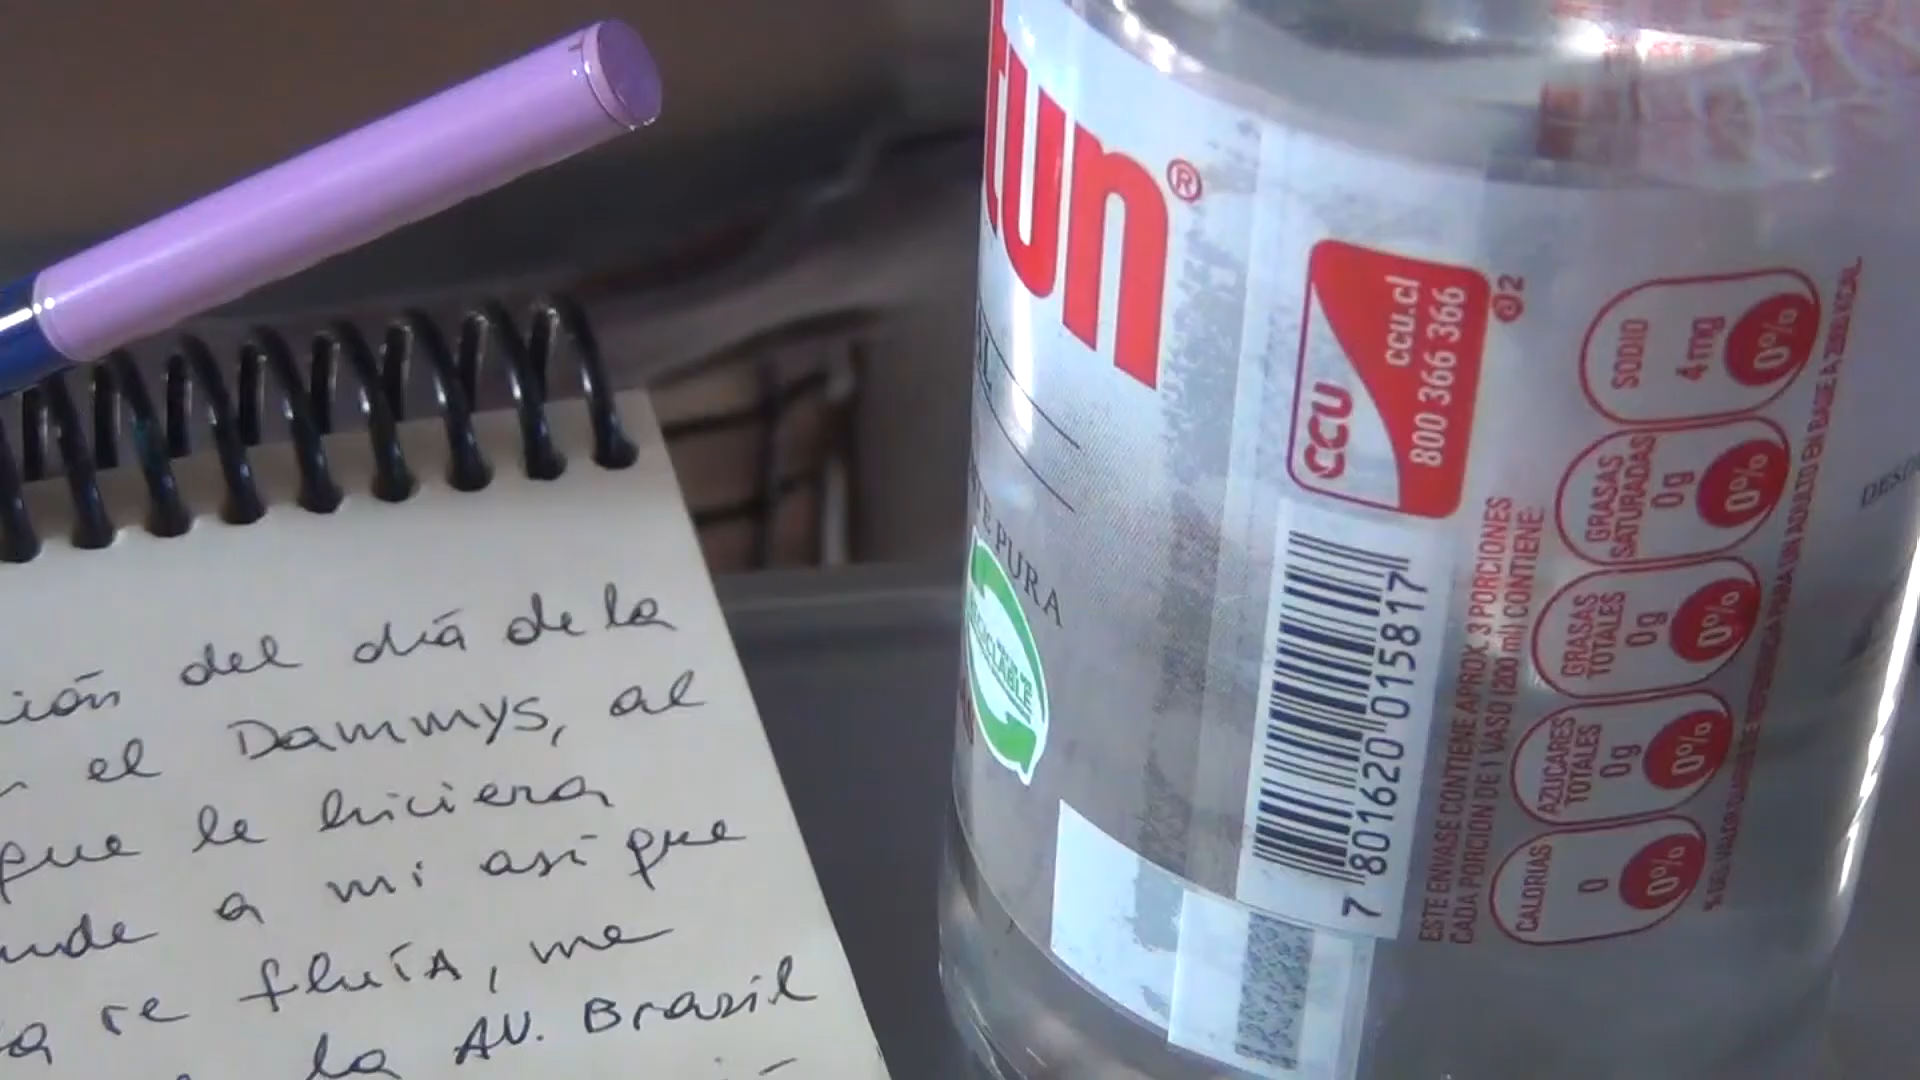 del día de la
el Dammys, al
que le hiciera
a mi así que
re fluía, me
la AV. Brazil
tun®
PURA
RECICLABLE
CCU
ccu.cl
800 366 366
7 801620 015817
ESTE ENVASE CONTIENE APROX. 3 PORCIONES
CADA PORCION DE 1 VASO (200 ml) CONTIENE:
CALORIAS
0
0%
AZUCARES
TOTALES
0g
0%
GRASAS
TOTALES
0g
0%
GRASAS
SATURADAS
0g
0%
SODIO
4mg
0%